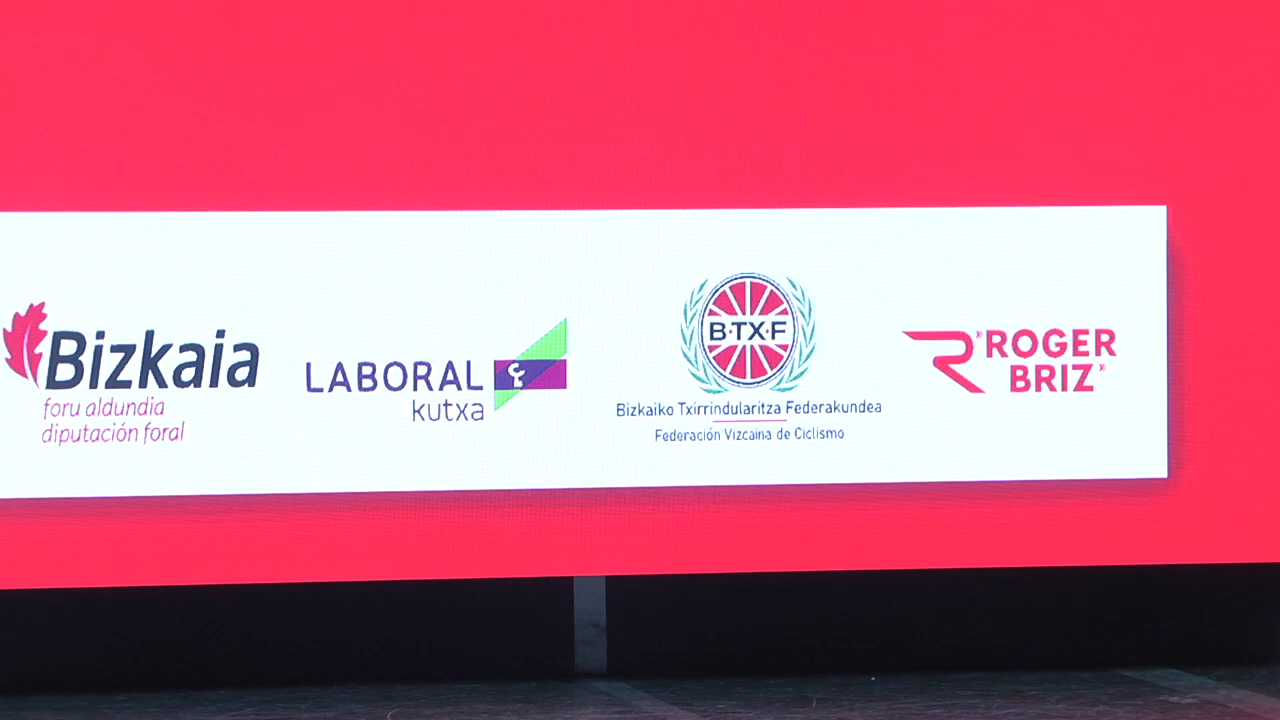 Bizkaia
foru aldundia
diputación foral
LABORAL
kutxa
B·TX·F
Bizkaiko Txirrindularitza Federakundea
Federación Vizcaina de Ciclismo
ROGER
BRIZ